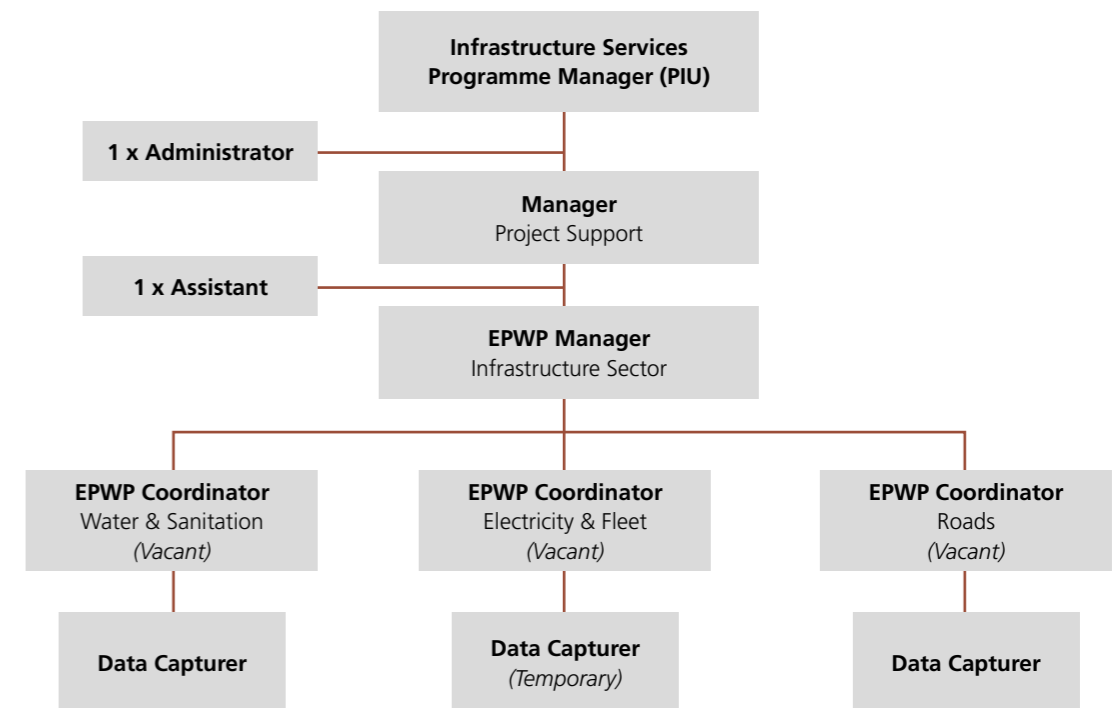 Infrastructure Services
Programme Manager (PIU)
1 x Administrator
Manager
Project Support
1 x Assistant
EPWP Manager
Infrastructure Sector
EPWP Coordinator
Water & Sanitation
(Vacant)
EPWP Coordinator
Electricity & Fleet
(Vacant)
EPWP Coordinator
Roads
(Vacant)
Data Capturer
Data Capturer
(Temporary)
Data Capturer